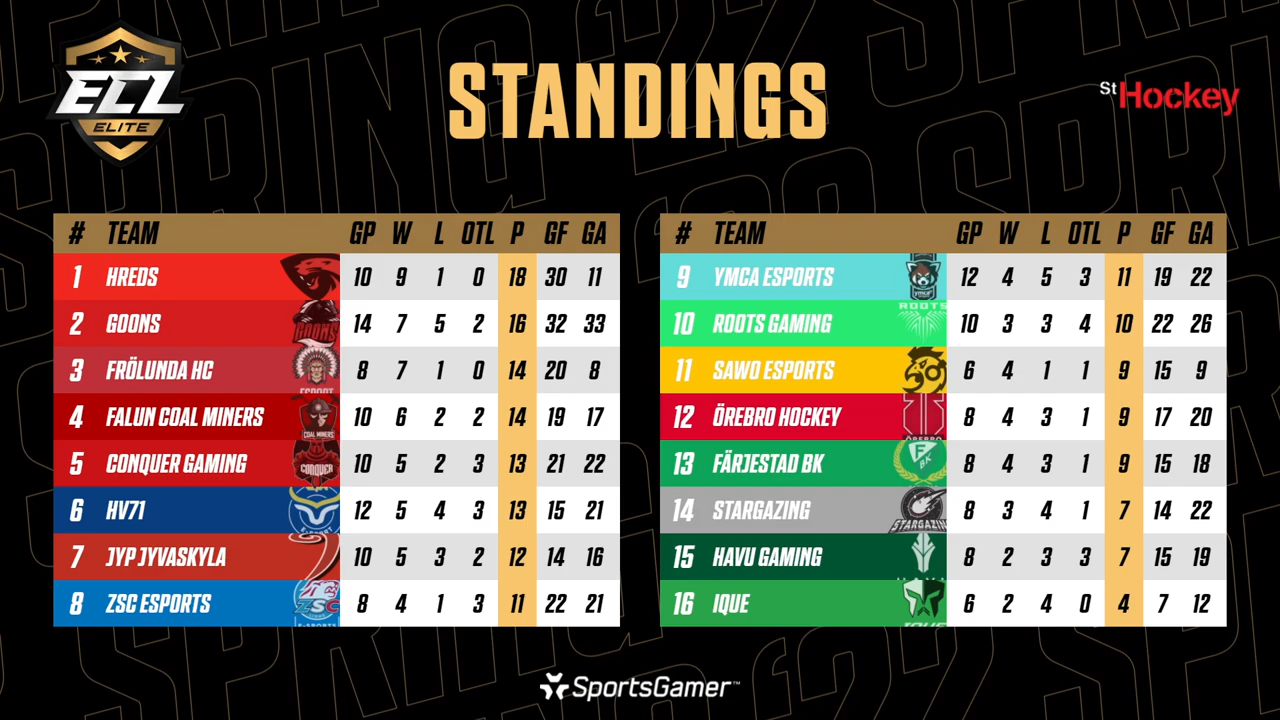 ECL
ELITE
STANDINGS
St Hockey
# TEAM GP W L OTL P GF GA
1 HREDS 10 9 1 0 18 30 11
2 GOONS 14 7 5 2 16 32 33
3 FRÖLUNDA HC 8 7 1 0 14 20 8
4 FALUN COAL MINERS 10 6 2 2 14 19 17
5 CONQUER GAMING 10 5 2 3 13 21 22
6 HV71 12 5 4 3 13 15 21
7 JYP JYVASKYLA 10 5 3 2 12 14 16
8 ZSC ESPORTS 8 4 1 3 11 22 21
# TEAM GP W L OTL P GF GA
9 YMCA ESPORTS 12 4 5 3 11 19 22
10 ROOTS GAMING 10 3 3 4 10 22 26
11 SAWO ESPORTS 6 4 1 1 9 15 9
12 ÖREBRO HOCKEY 8 4 3 1 9 17 20
13 FÄRJESTAD BK 8 4 3 1 9 15 18
14 STARGAZING 8 3 4 1 7 14 22
15 HAVU GAMING 8 2 3 3 7 15 19
16 IQUE 6 2 4 0 4 7 12
SportsGamer™